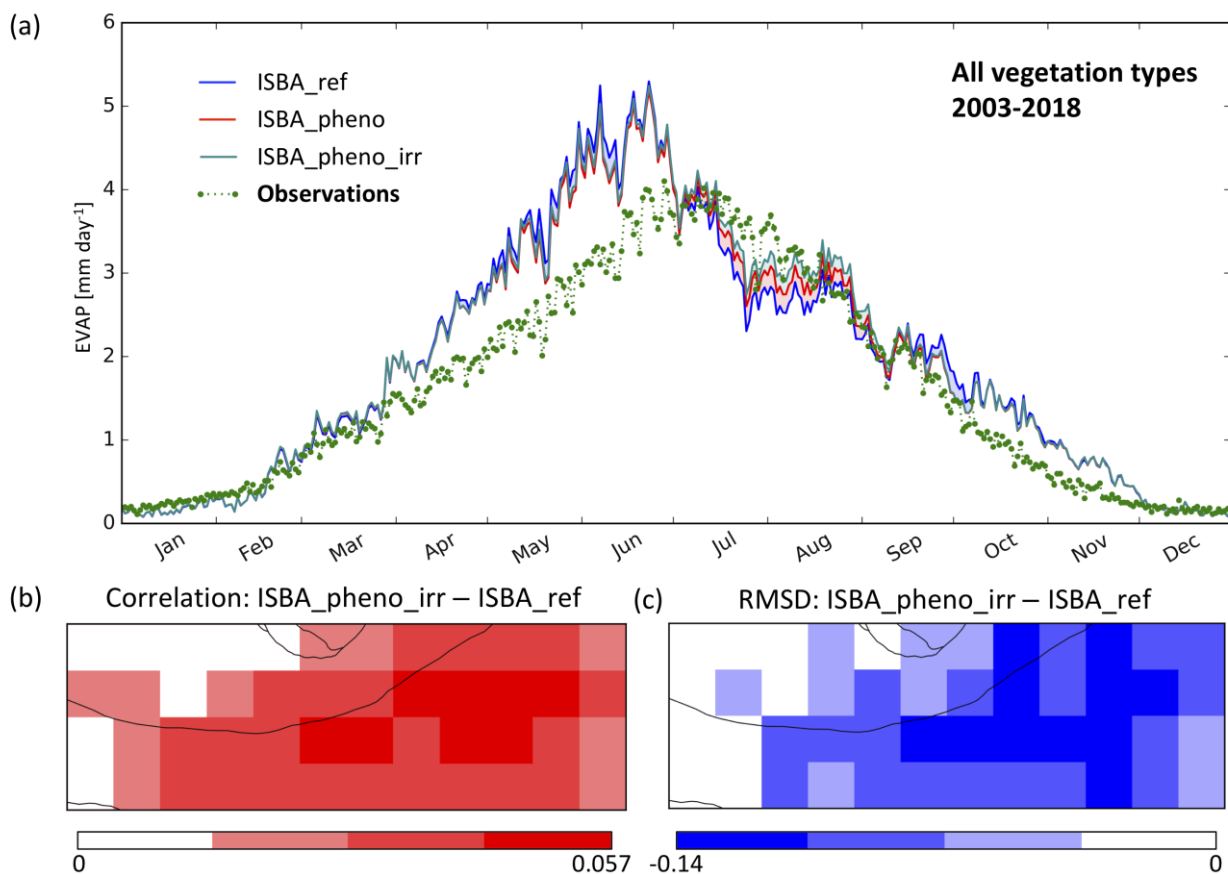 (a)
6
5
4
3
2
1
0
EVAP [mm day⁻¹]
ISBA_ref
ISBA_pheno
ISBA_pheno_irr
Observations
All vegetation types
2003-2018
Jan Feb Mar Apr May Jun Jul Aug Sep Oct Nov Dec
(b) Correlation: ISBA_pheno_irr – ISBA_ref
0 0.057
(c) RMSD: ISBA_pheno_irr – ISBA_ref
-0.14 0